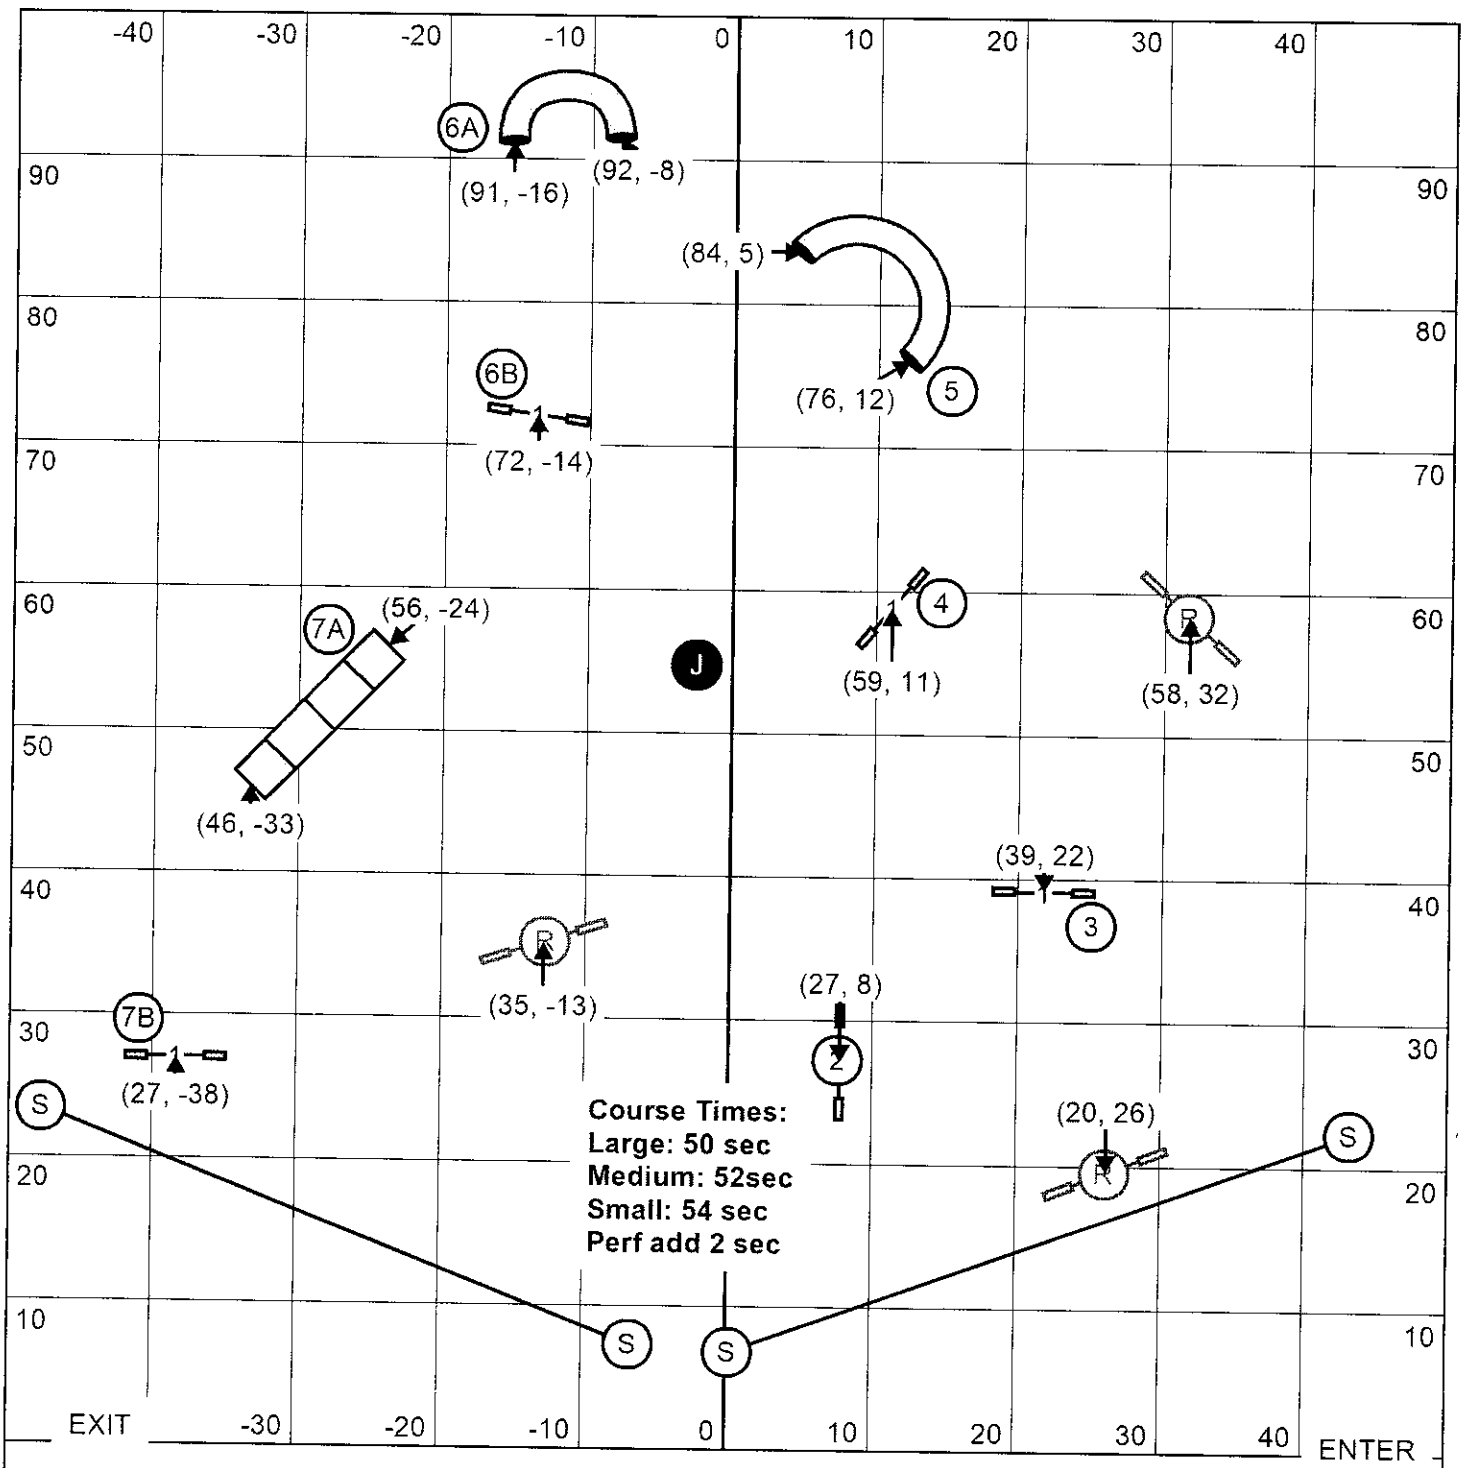 -40 -30 -20 -10 0 10 20 30 40
6A
90 (91, -16) (92, -8) 90
(84, 5)
80 80
6B
1
(76, 12) 5
70 (72, -14) 70
60 7A (56, -24) 1 4 R 60
J
(59, 11) (58, 32)
50 50
(46, -33)
(39, 22)
40 1 40
R 3
(27, 8)
(35, -13)
30 7B 30
1 2
(27, -38)
S Course Times: (20, 26) S
Large: 50 sec
20 Medium: 52sec R 20
Small: 54 sec
Perf add 2 sec
10 S S 10
EXIT -30 -20 -10 0 10 20 30 40 ENTER